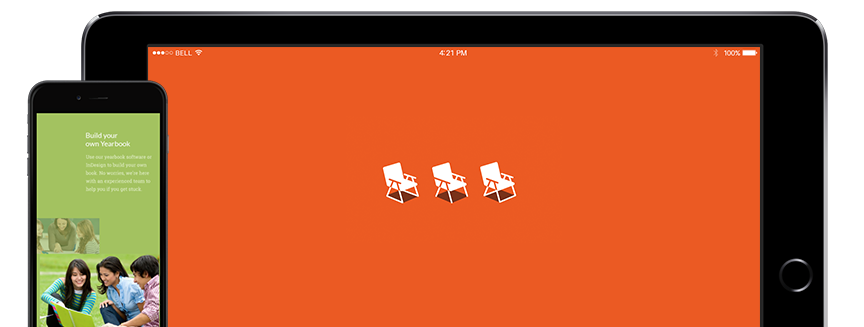 BELL
4:21 PM
100%
Build your
own Yearbook
Use our yearbook software or
InDesign to build your own
book. No worries, we're here
with an experienced team to
help you if you get stuck.